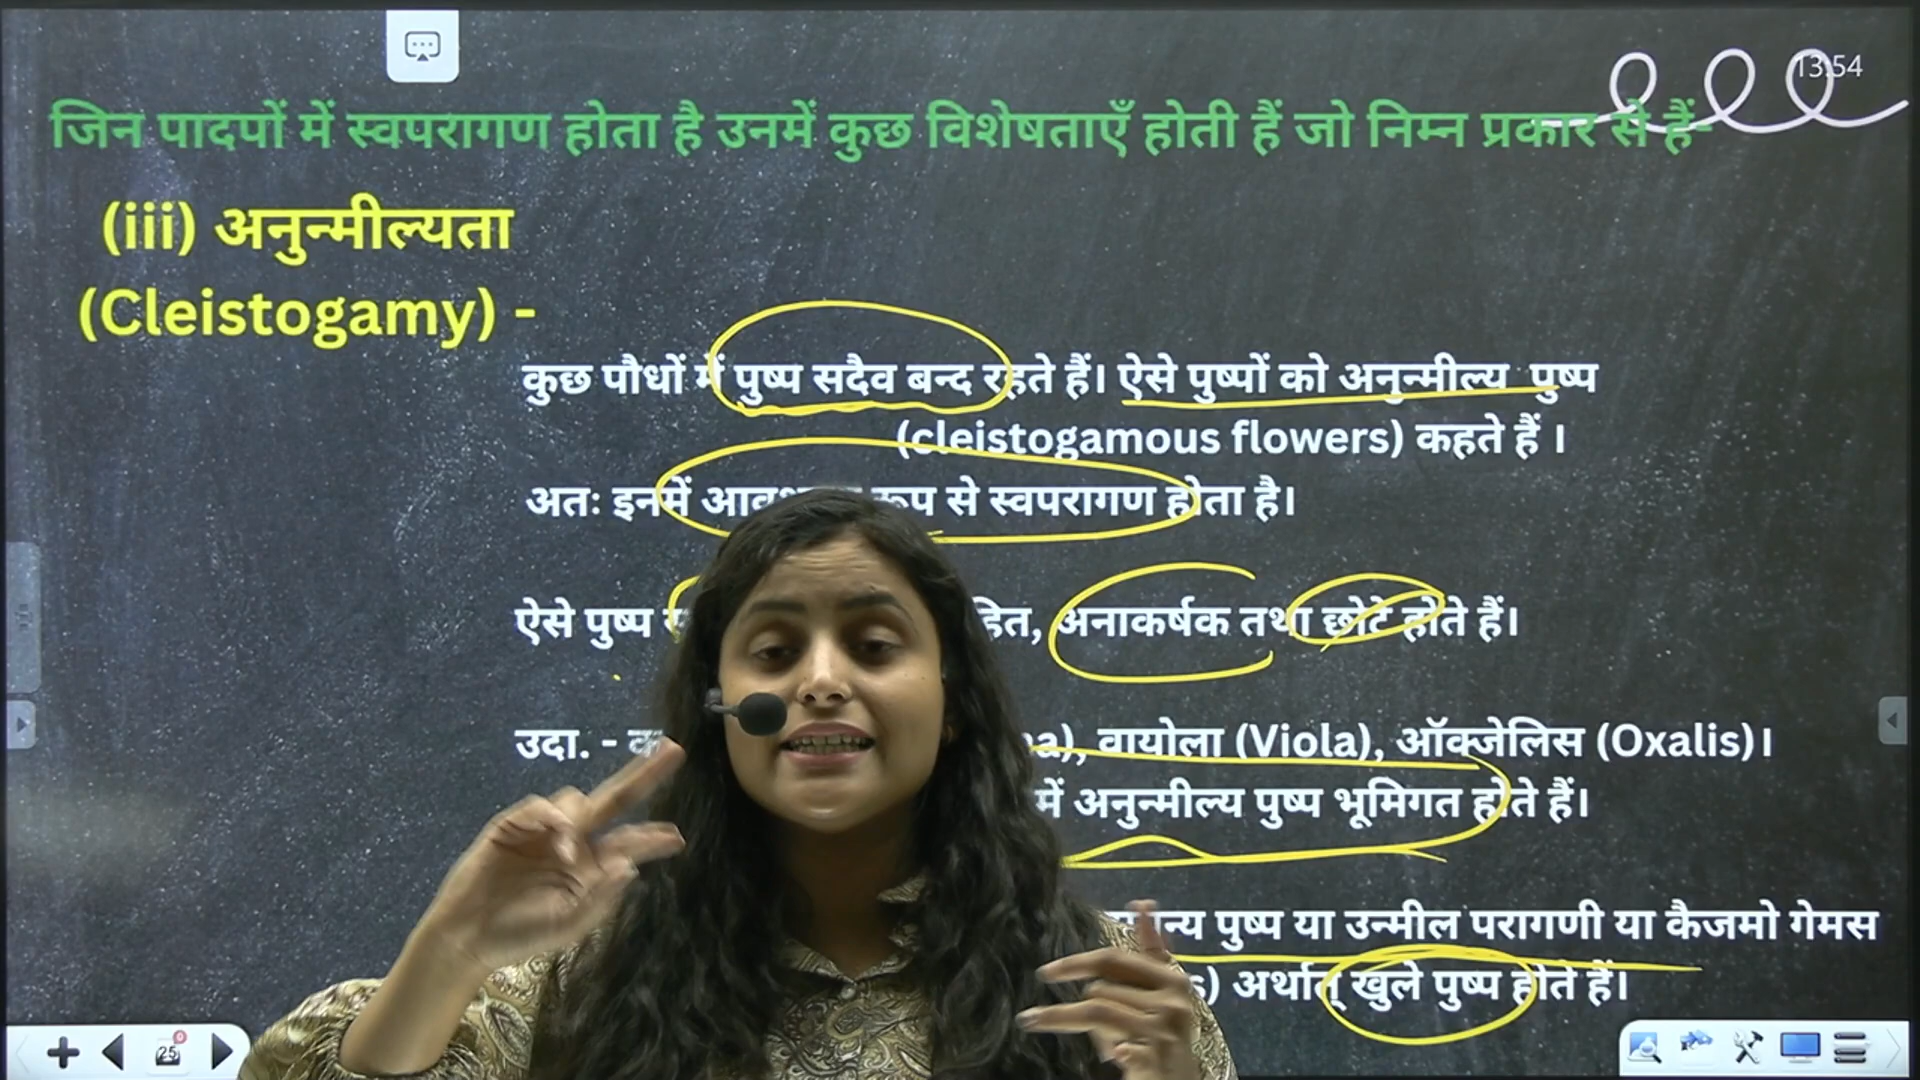 13:54
जिन पादपों में स्वपरागण होता है उनमें कुछ विशेषताएँ होती हैं जो निम्न प्रकार से हैं-
(iii) अनुन्मील्यता
(Cleistogamy) -
कुछ पौधों में पुष्प सदैव बन्द रहते हैं। ऐसे पुष्पों को अनुन्मील्य पुष्प
(cleistogamous flowers) कहते हैं ।
अतः इनमें रूप से स्वपरागण होता है।
ऐसे पुष्प अनाकर्षक तथा छोटे होते हैं।
उदा. - वायोला (Viola), ऑक्जेलिस (Oxalis)।
में अनुन्मील्य पुष्प भूमिगत होते हैं।
पुष्प या उन्मील परागणी या कैजमो गेमस
अर्थात् खुले पुष्प होते हैं।
25